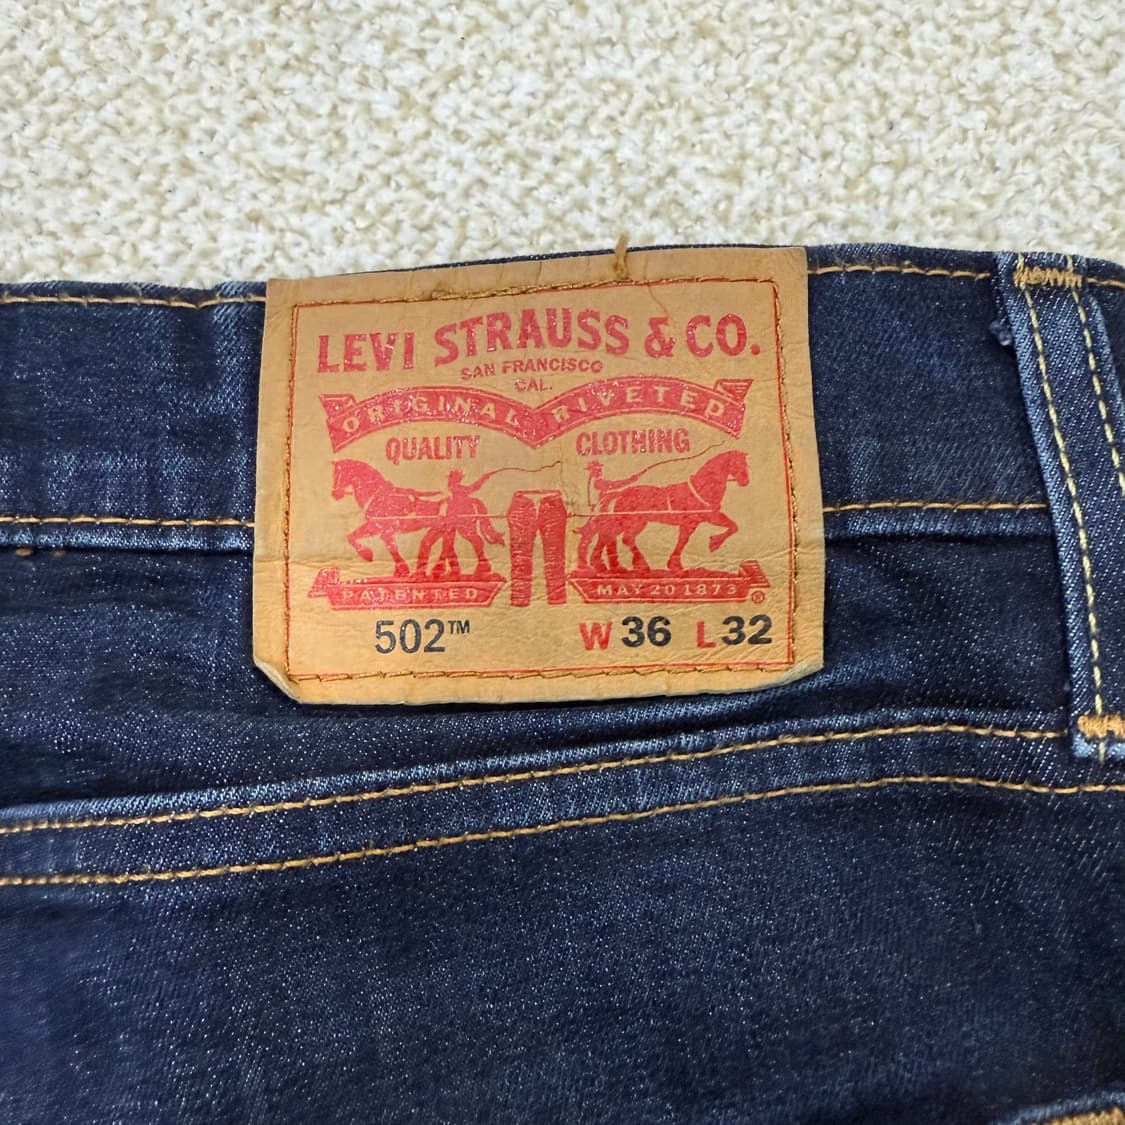 LEVI STRAUSS & CO.
SAN FRANCISCO
CAL.
ORIGINAL RIVETED
QUALITY CLOTHING
PATENTED MAY 20 1873 ®
502™ W 36 L 32